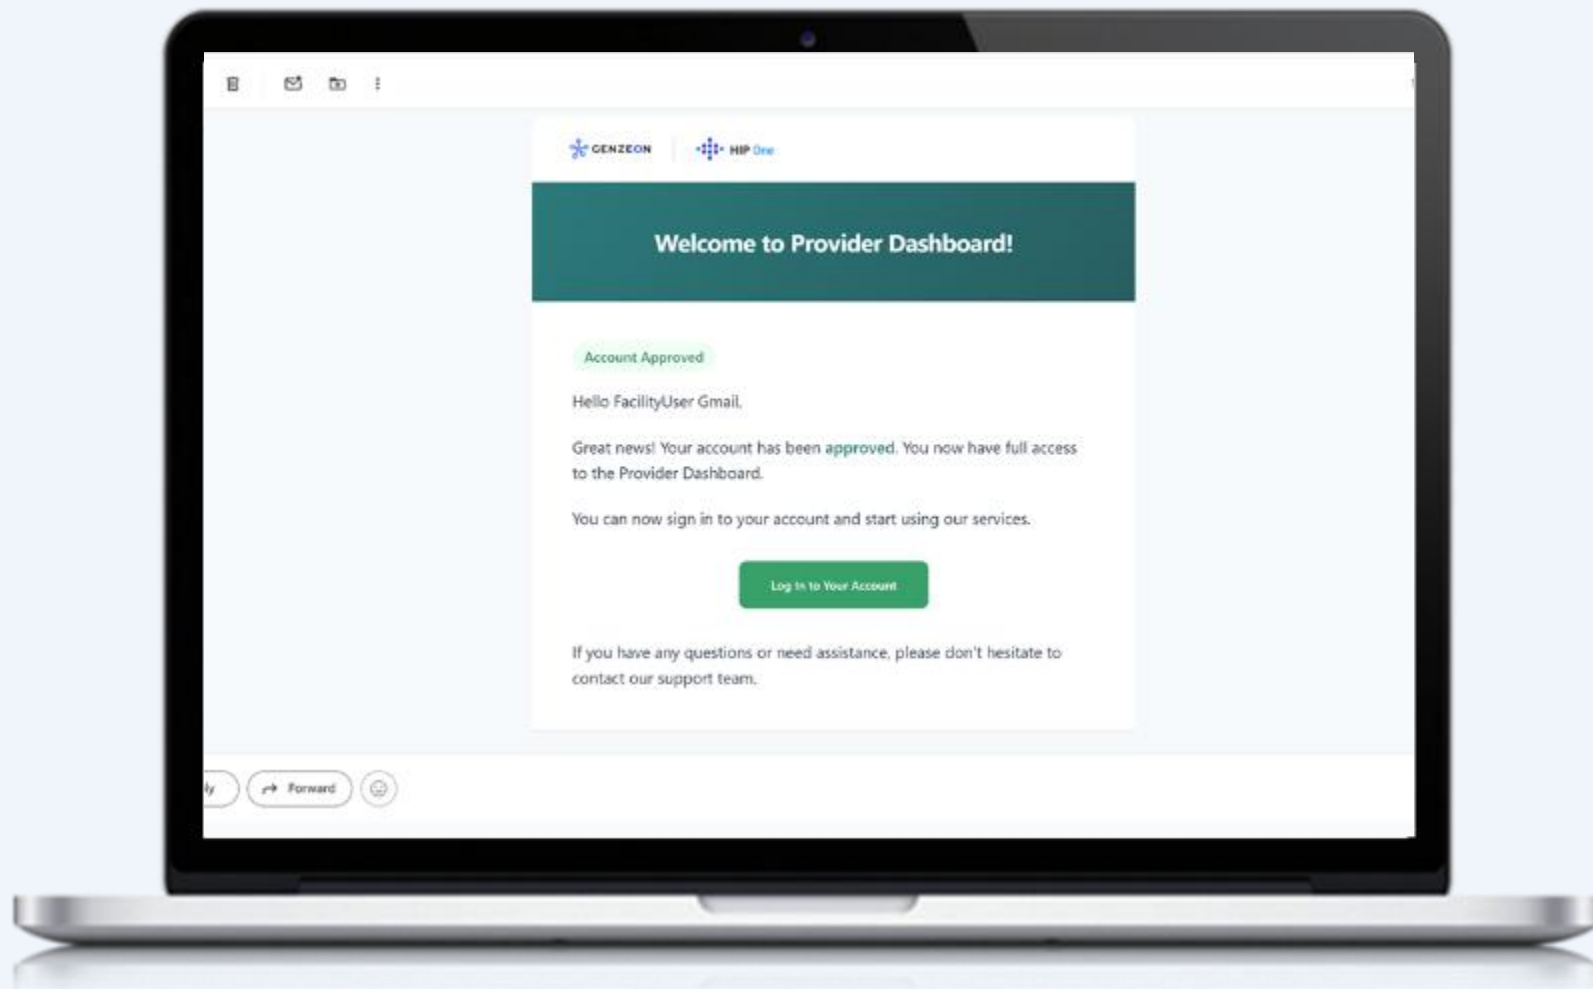 GENZEON HIP One
Welcome to Provider Dashboard!
Account Approved
Hello FacilityUser Gmail,
Great news! Your account has been approved. You now have full access
to the Provider Dashboard.
You can now sign in to your account and start using our services.
Log In to Your Account
If you have any questions or need assistance, please don't hesitate to
contact our support team.
ly Forward